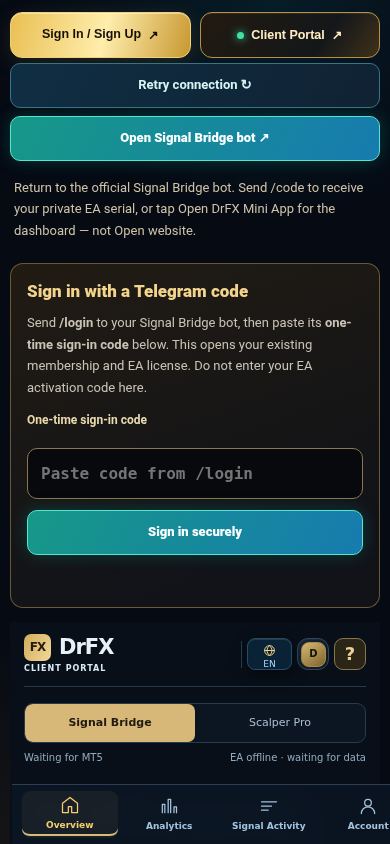 Sign In / Sign Up ↗
Client Portal ↗
Retry connection ↻
Open Signal Bridge bot ↗
Return to the official Signal Bridge bot. Send /code to receive
your private EA serial, or tap Open DrFX Mini App for the
dashboard — not Open website.
Sign in with a Telegram code
Send /login to your Signal Bridge bot, then paste its one-
time sign-in code below. This opens your existing
membership and EA license. Do not enter your EA
activation code here.
One-time sign-in code
Paste code from /login
Sign in securely
FX DrFX
CLIENT PORTAL
EN
D
?
Signal Bridge
Scalper Pro
Waiting for MT5
EA offline · waiting for data
Overview
Analytics
Signal Activity
Account